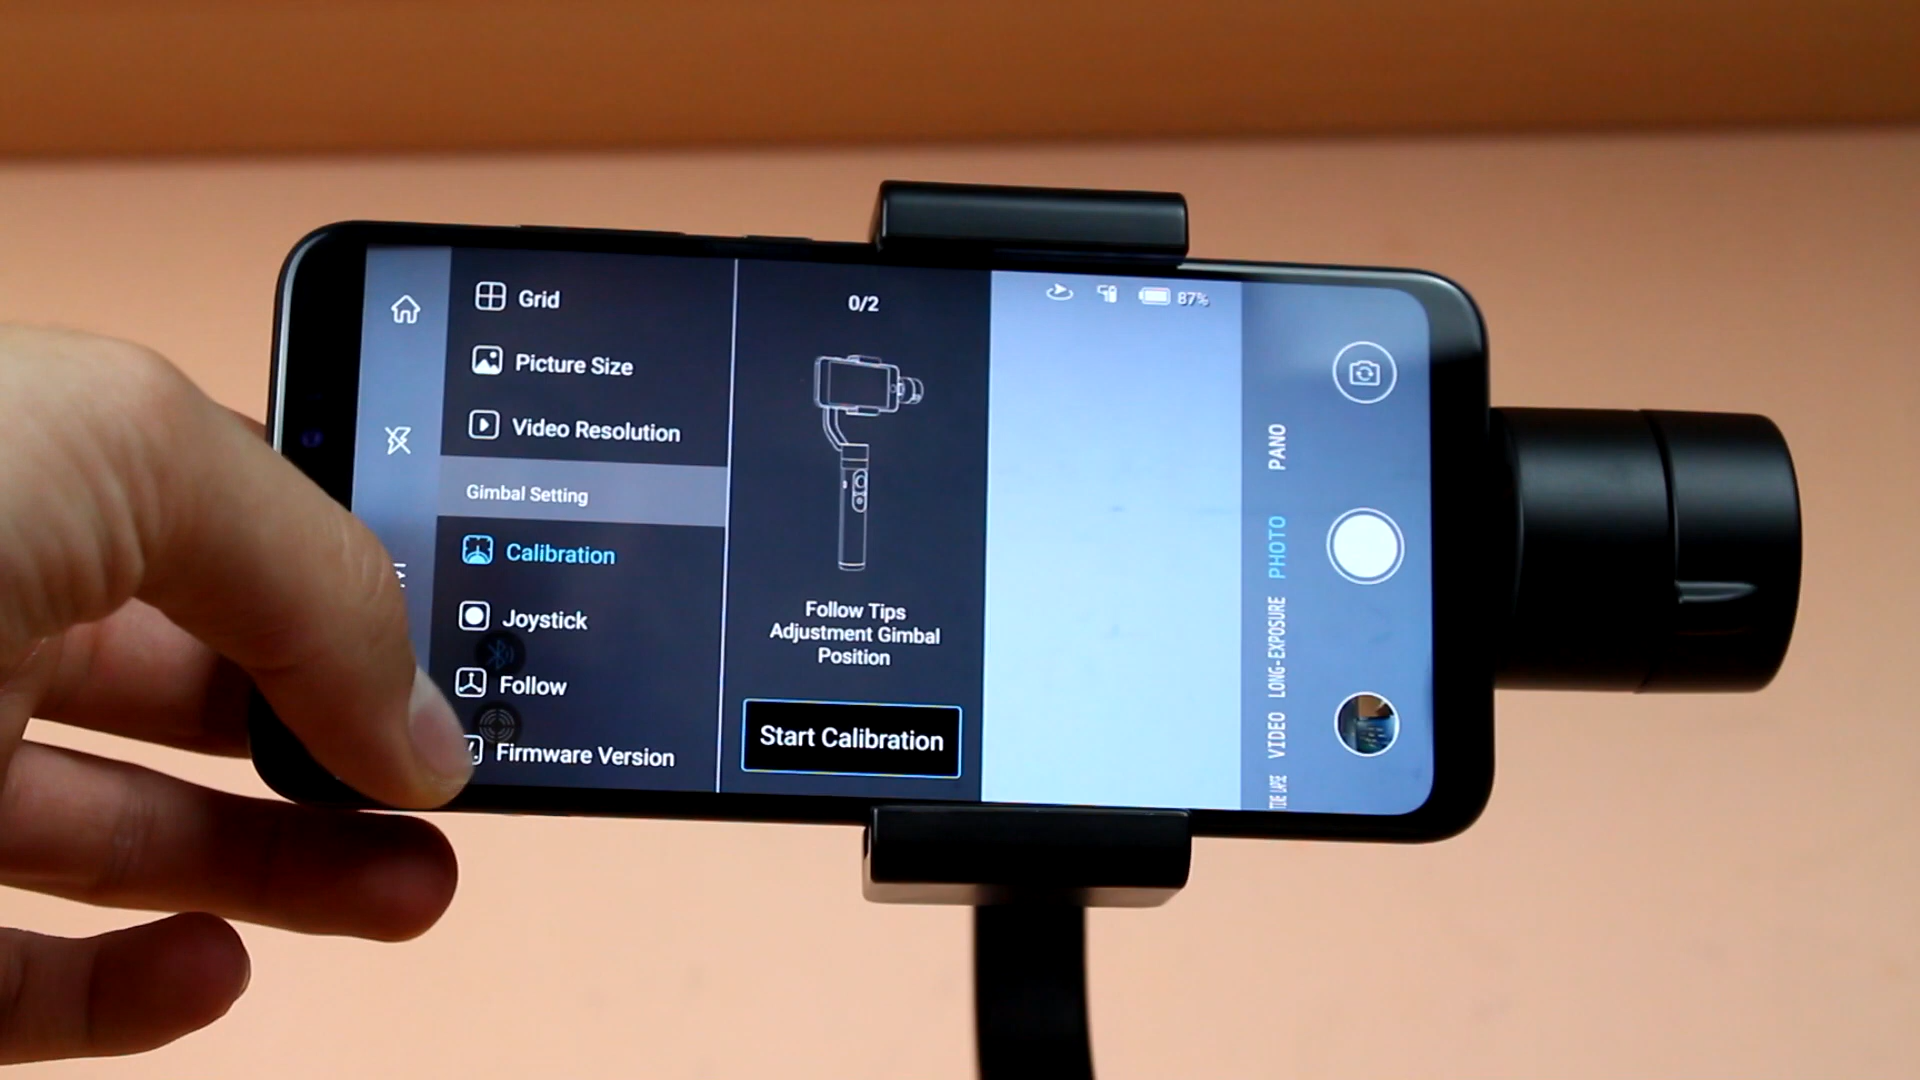 Grid
Picture Size
Video Resolution
Gimbal Setting
Calibration
Joystick
Follow
Firmware Version
0/2
Follow Tips
Adjustment Gimbal
Position
Start Calibration
87%
PANO
PHOTO
LONG-EXPOSURE
VIDEO